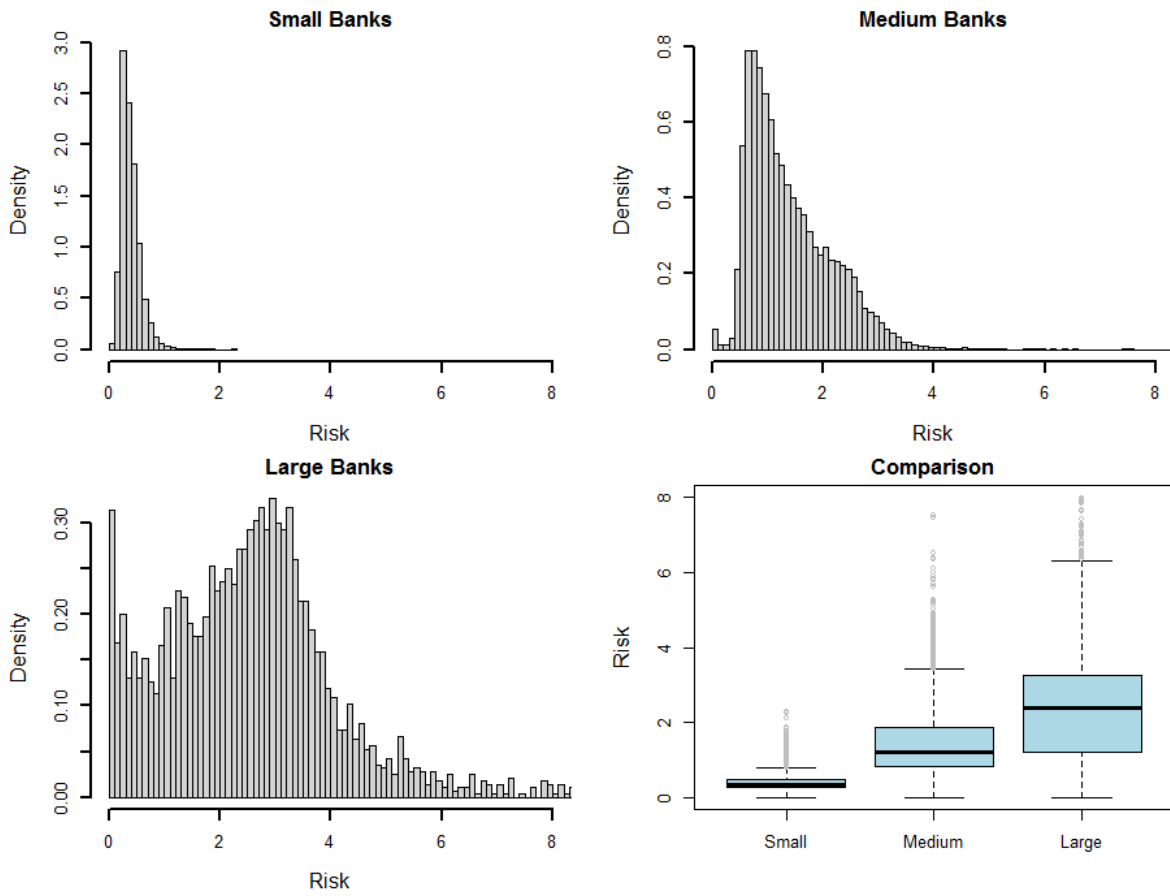 Small Banks
Density
0.0 0.5 1.0 1.5 2.0 2.5 3.0
0 2 4 6 8
Risk
Medium Banks
Density
0.0 0.2 0.4 0.6 0.8
0 2 4 6 8
Risk
Large Banks
Density
0.00 0.10 0.20 0.30
0 2 4 6 8
Risk
Comparison
Risk
0 2 4 6 8
Small Medium Large